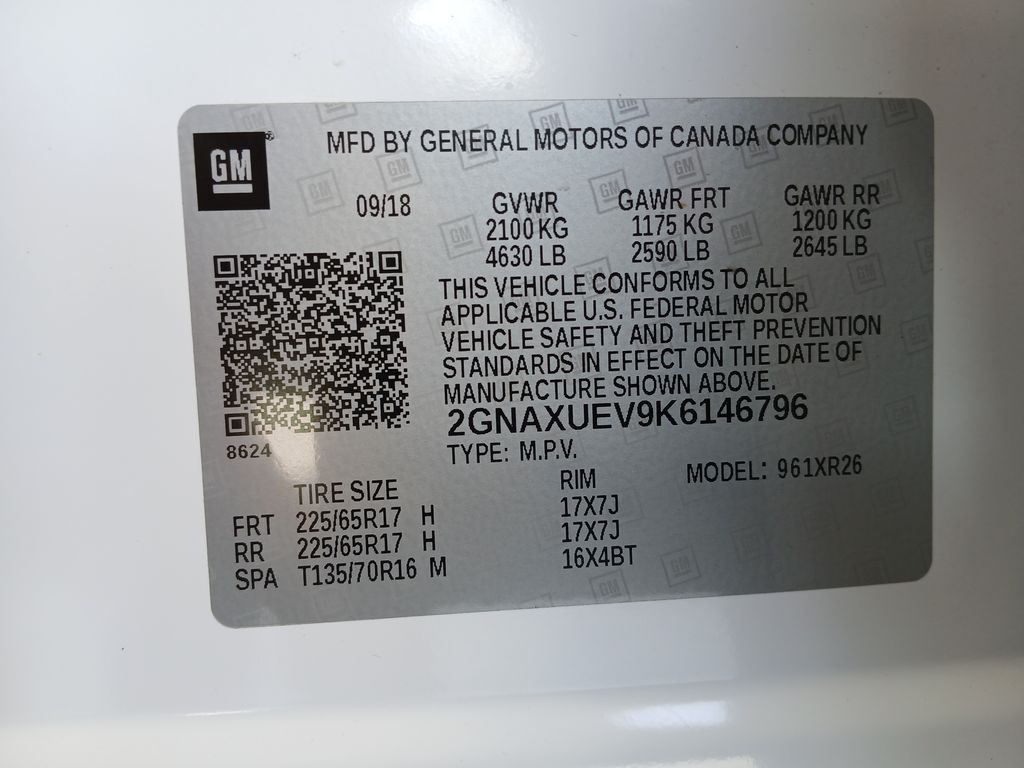 GM ®
MFD BY GENERAL MOTORS OF CANADA COMPANY
09/18 GVWR GAWR FRT GAWR RR
2100 KG 1175 KG 1200 KG
4630 LB 2590 LB 2645 LB
THIS VEHICLE CONFORMS TO ALL
APPLICABLE U.S. FEDERAL MOTOR
VEHICLE SAFETY AND THEFT PREVENTION
STANDARDS IN EFFECT ON THE DATE OF
MANUFACTURE SHOWN ABOVE.
2GNAXUEV9K6146796
8624
TYPE: M.P.V. MODEL: 961XR26
TIRE SIZE RIM
FRT 225/65R17 H 17X7J
RR 225/65R17 H 17X7J
SPA T135/70R16 M 16X4BT